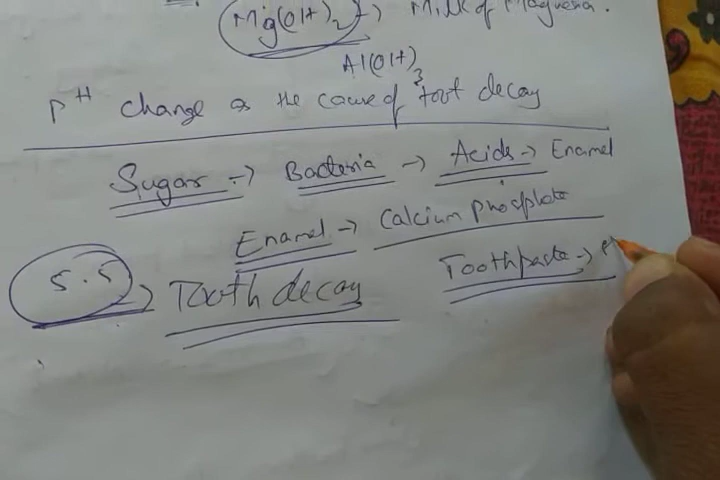 Mg(OH)2 → Milk of Magnesia.
Al(OH)3
PH change as the cause of toot decay
Sugar → Bacteria → Acids → Enamel
Enamel → Calcium Phosphate
5.5 → Tooth decay
Toothpaste →